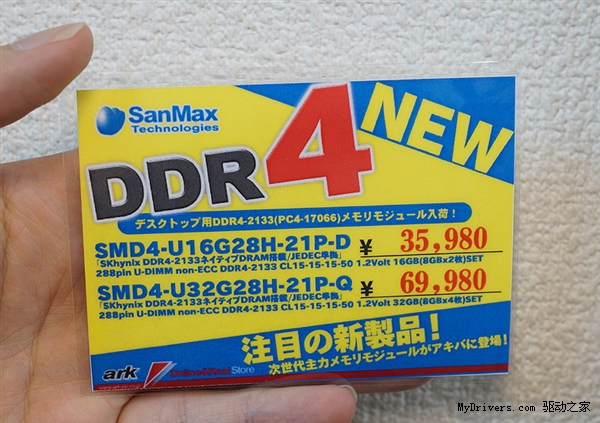 SanMax
Technologies
NEW
DDR4
デスクトップ用DDR4-2133(PC4-17066)メモリモジュール入荷!
SMD4-U16G28H-21P-D ¥ 35,980
「SKhynix DDR4-2133ネイティブDRAM搭載/JEDEC準拠」
288pin U-DIMM non-ECC DDR4-2133 CL15-15-15-50 1.2Volt 16GB(8GBx2枚)SET
SMD4-U32G28H-21P-Q ¥ 69,980
「SKhynix DDR4-2133ネイティブDRAM搭載/JEDEC準拠」
288pin U-DIMM non-ECC DDR4-2133 CL15-15-15-50 1.2Volt 32GB(8GBx4枚)SET
注目の新製品!
次世代主力メモリモジュールがアキバに登場!
ark
Store
MyDrivers.com 驱动之家